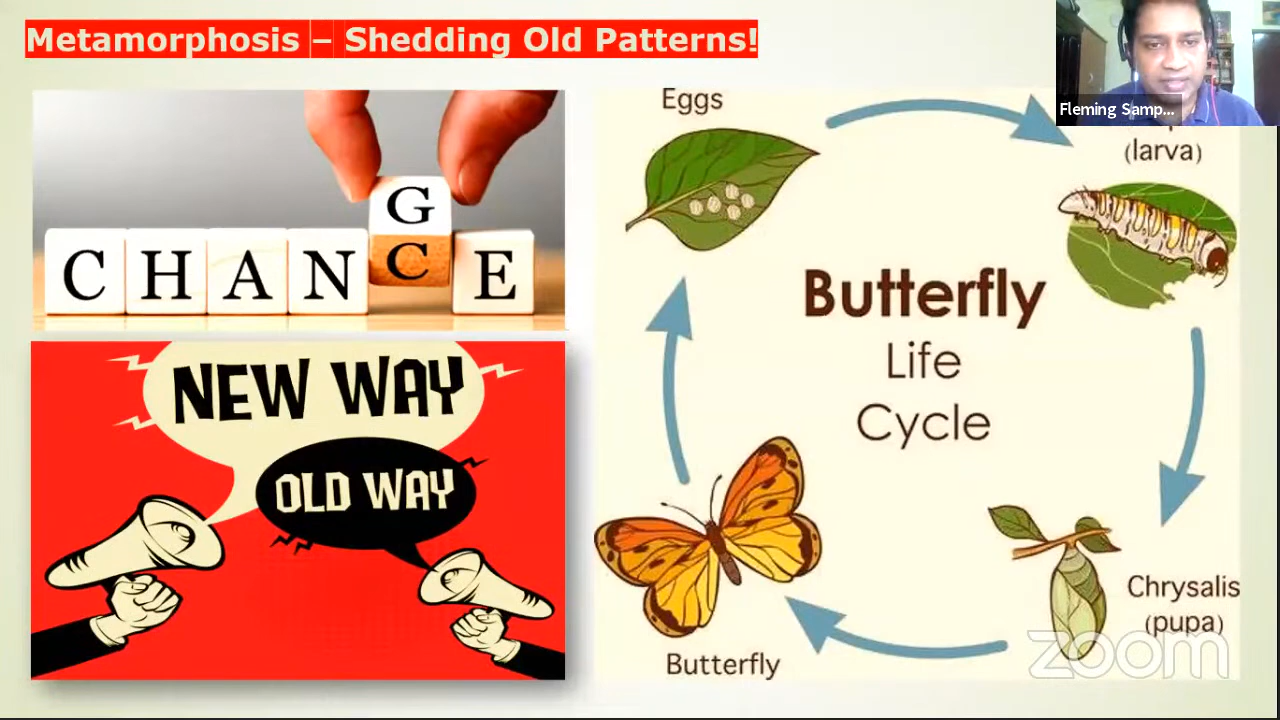 Metamorphosis – Shedding Old Patterns!
Fleming Samp...
G
CHANCE
NEW WAY
OLD WAY
Eggs
(larva)
Butterfly
Life
Cycle
Chrysalis
(pupa)
Butterfly
zoom